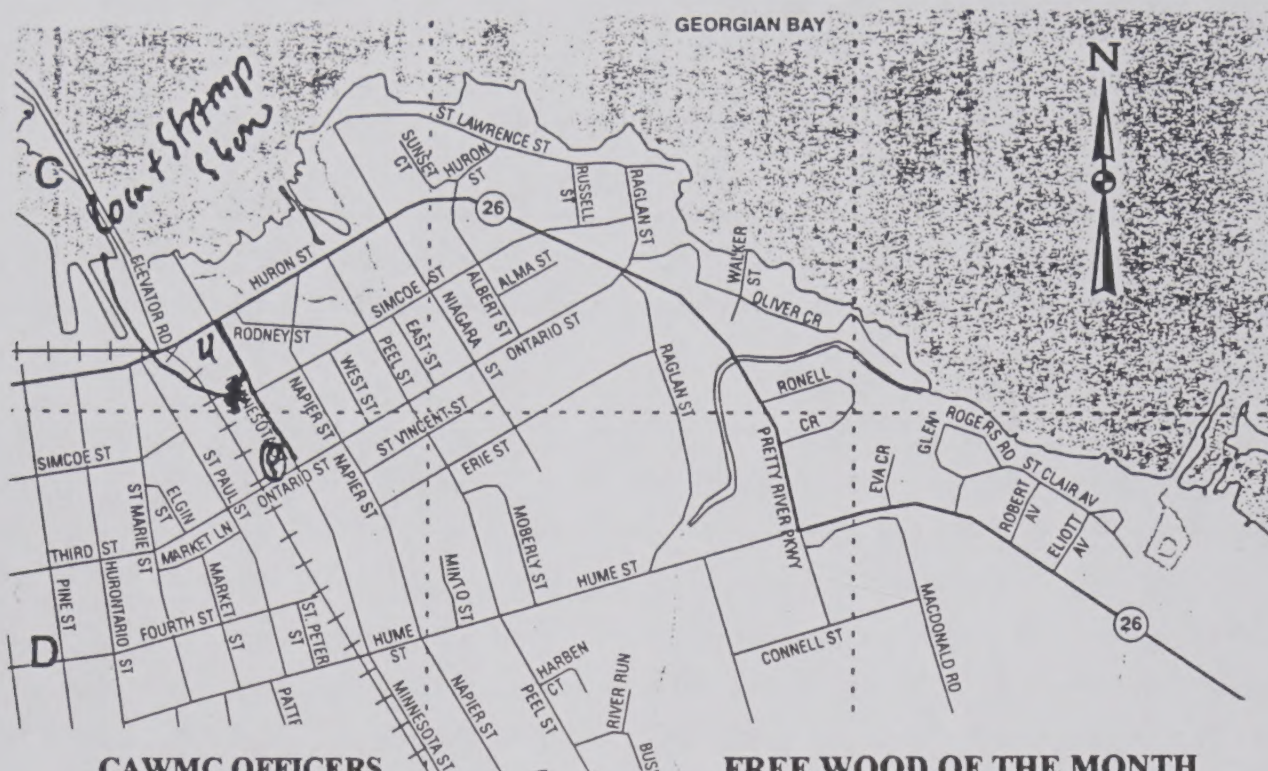 GEORGIAN BAY
N
Coin + Stamp
Show
C
ST LAWRENCE ST
SUNSET CT
HURON ST
RUSSELL ST
RAGLAN ST
26
ELEVATOR RD
HURON ST
WALKER ST
OLIVER CR
SIMCOE ST
ALBERT ST
ALMA ST
NIAGARA ST
RODNEY ST
EAST ST
PEEL ST
ONTARIO ST
WEST ST
NAPIER ST
RAGLAN ST
RONELL CR
MINNESOTA
ST VINCENT ST
ERIE ST
PRETTY RIVER PKWY
GLEN ROGERS RD
ST CLAIR AV
SIMCOE ST
ST PAUL ST
ONTARIO ST
NAPIER ST
EVA CR
ROBERT AV
ELIOTT AV
ELGIN ST
ST MARIE ST
MARKET LN
THIRD ST
MOBERLY ST
PINE ST
HURONTARIO ST
MARKET ST
MINTO ST
HUME ST
FOURTH ST
ST. PETER ST
HUME ST
MACDONALD RD
26
D
CONNELL ST
HARBEN CT
RIVER RUN
PATTE
MINNESOTA ST
NAPIER ST
PEEL ST
BUS
CAWMC OFFICERS
FREE WOOD OF THE MONTH